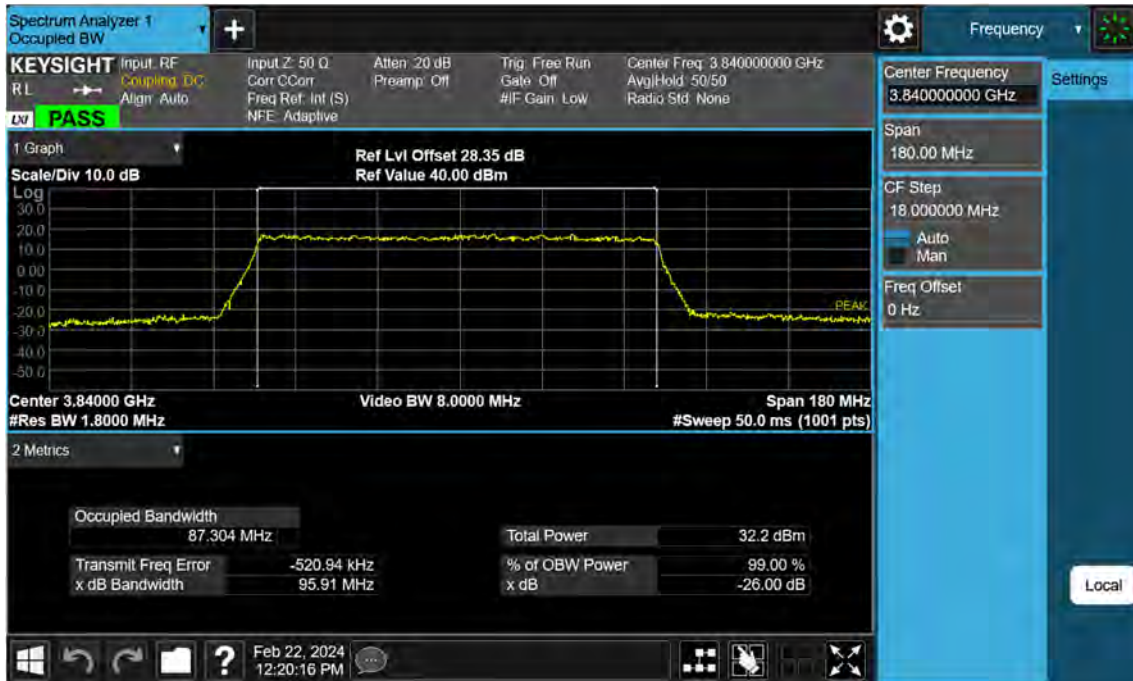 Spectrum Analyzer 1
Occupied BW
+
Frequency
KEYSIGHT
RL
LXI
PASS
Input: RF
Coupling: DC
Align: Auto
Input Z: 50 Ω
Corr CCorr
Freq Ref: Int (S)
NFE: Adaptive
Atten: 20 dB
Preamp: Off
Trig: Free Run
Gate: Off
#IF Gain: Low
Center Freq: 3.840000000 GHz
Avg|Hold: 50/50
Radio Std: None
Center Frequency
3.840000000 GHz
Settings
Span
180.00 MHz
CF Step
18.000000 MHz
Auto
Man
Freq Offset
0 Hz
1 Graph
Scale/Div 10.0 dB
Ref Lvl Offset 28.35 dB
Ref Value 40.00 dBm
Log
30.0
20.0
10.0
0.00
-10.0
-20.0
-30.0
-40.0
-50.0
PEAK
Center 3.84000 GHz
Video BW 8.0000 MHz
Span 180 MHz
#Res BW 1.8000 MHz
#Sweep 50.0 ms (1001 pts)
2 Metrics
Occupied Bandwidth
87.304 MHz
Total Power
32.2 dBm
Transmit Freq Error
-520.94 kHz
% of OBW Power
99.00 %
x dB Bandwidth
95.91 MHz
x dB
-26.00 dB
Local
?
Feb 22, 2024
12:20:16 PM